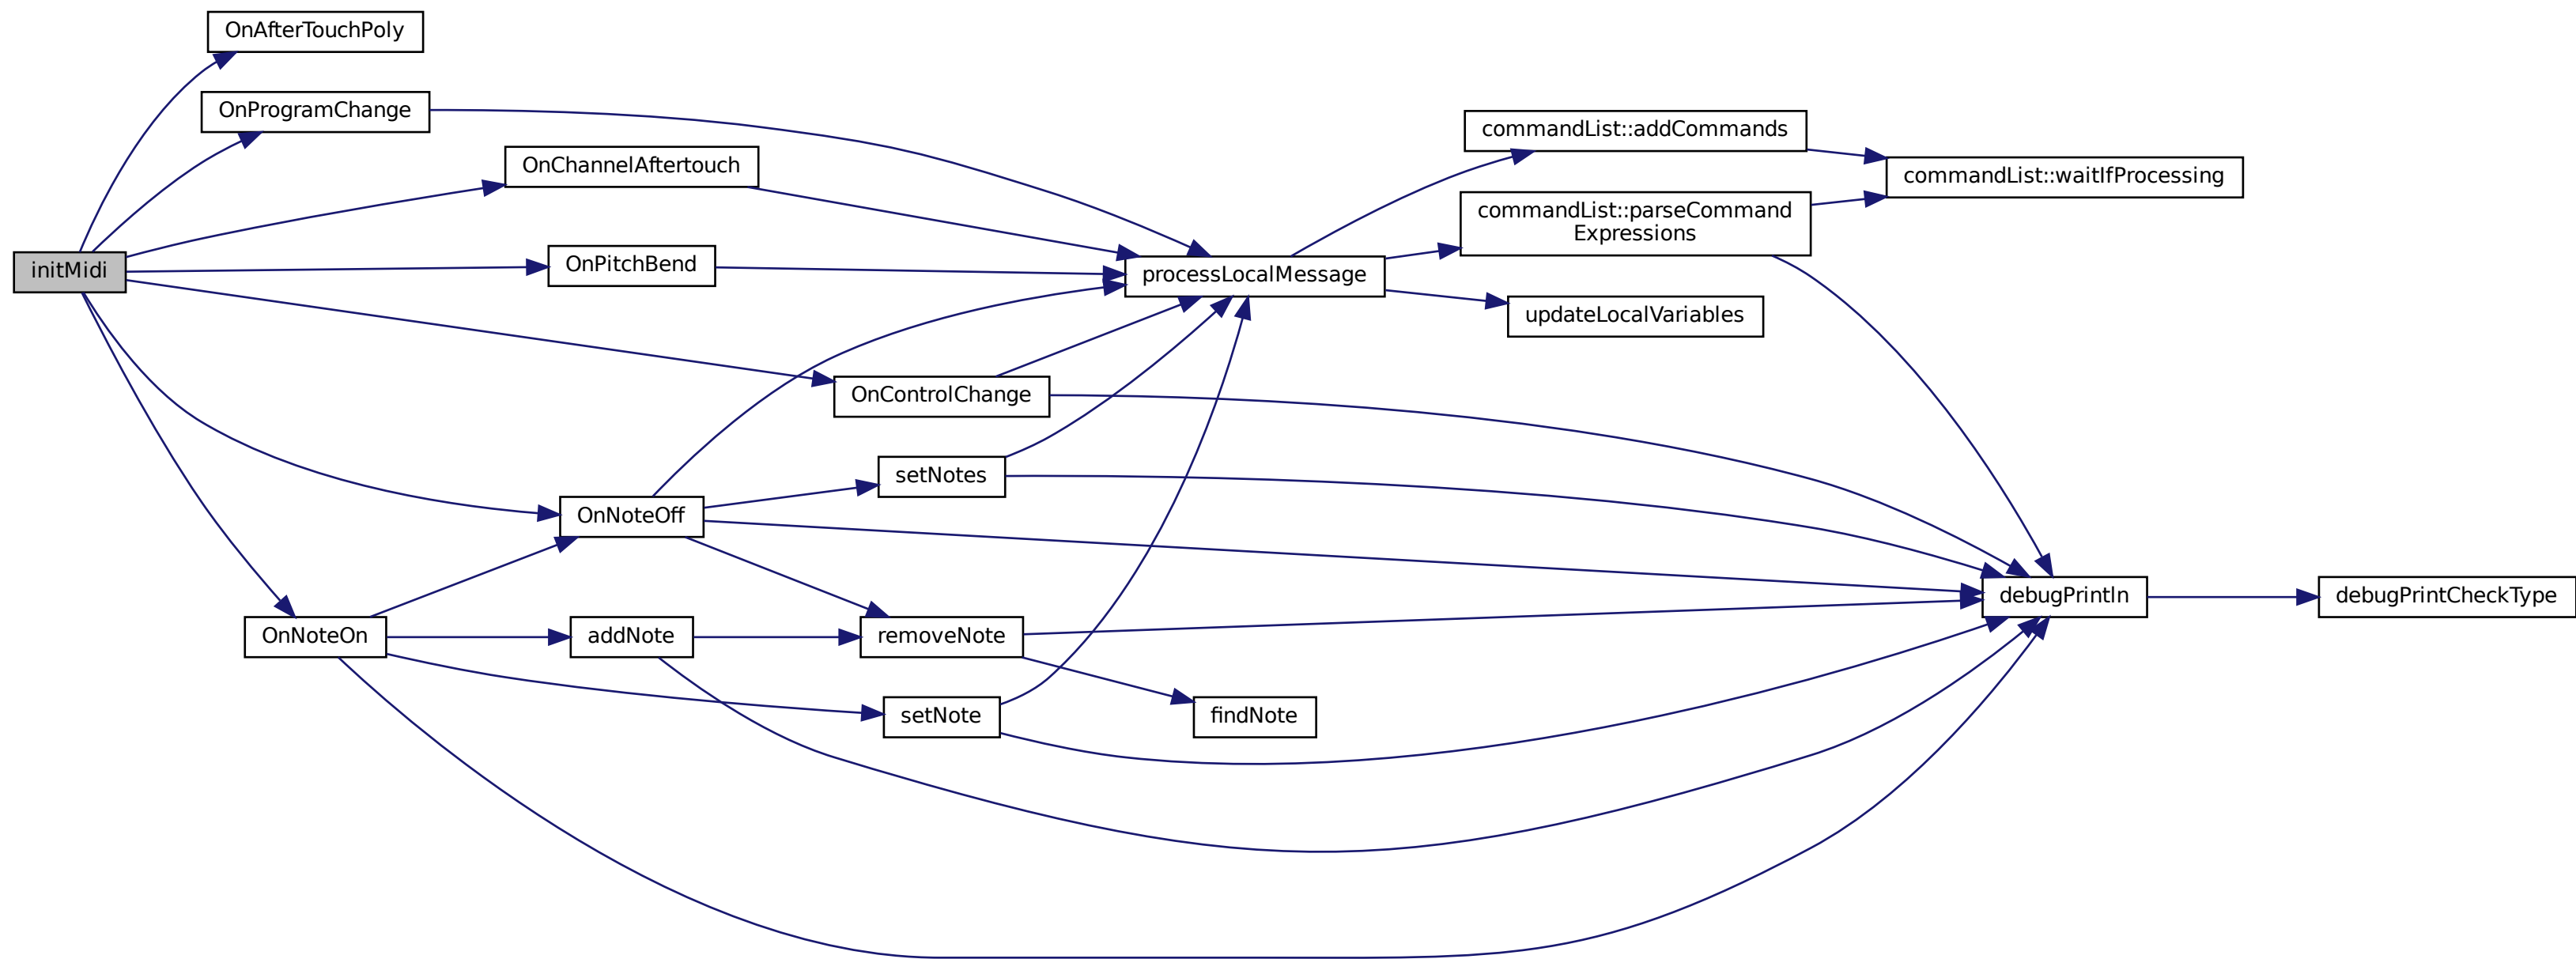 OnAfterTouchPoly
OnProgramChange
commandList::addCommands
OnChannelAftertouch
commandList::waitIfProcessing
commandList::parseCommand
Expressions
OnPitchBend
initMidi
processLocalMessage
updateLocalVariables
OnControlChange
setNotes
OnNoteOff
debugPrintln
debugPrintCheckType
OnNoteOn
addNote
removeNote
setNote
findNote